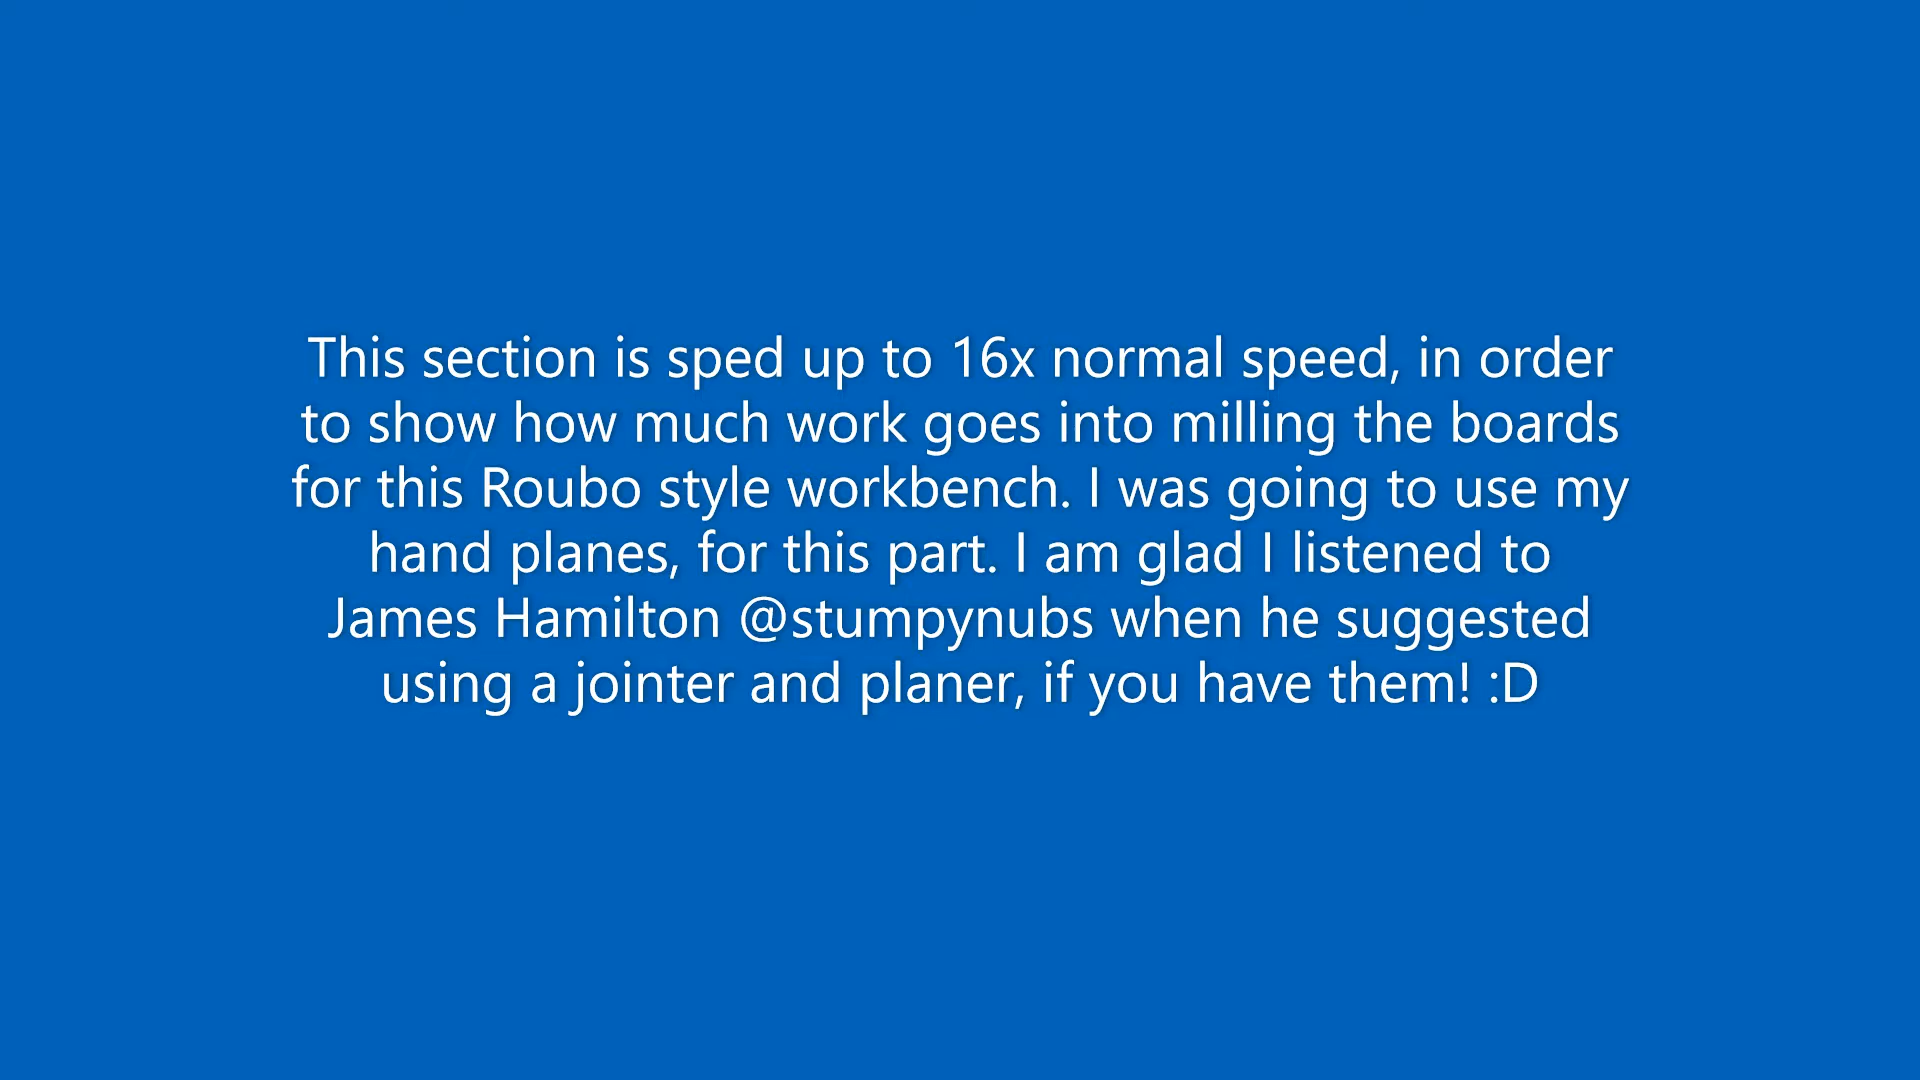 This section is sped up to 16x normal speed, in order
to show how much work goes into milling the boards
for this Roubo style workbench. I was going to use my
hand planes, for this part. I am glad I listened to
James Hamilton @stumpynubs when he suggested
using a jointer and planer, if you have them! :D